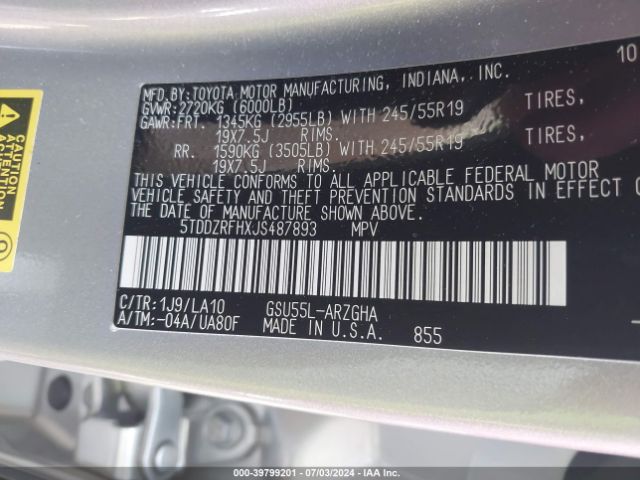 10
MFD.BY:TOYOTA MOTOR MANUFACTURING, INDIANA, INC.
GVWR:2720KG (6000LB)
GAWR:FRT. 1345KG (2955LB) WITH 245/55R19 TIRES,
19X7.5J RIMS.
RR. 1590KG (3505LB) WITH 245/55R19 TIRES,
19X7.5J RIMS.
THIS VEHICLE CONFORMS TO ALL APPLICABLE FEDERAL MOTOR
VEHICLE SAFETY AND THEFT PREVENTION STANDARDS IN EFFECT
THE DATE OF MANUFACTURE SHOWN ABOVE.
5TDDZRFHXJS487893 MPV
C/TR:1J9/LA10 GSU55L-ARZGHA
A/TM:-04A/UA80F MADE IN U.S.A. 855
CAUTION
000-39799201 - 07/03/2024 - IAA Inc.